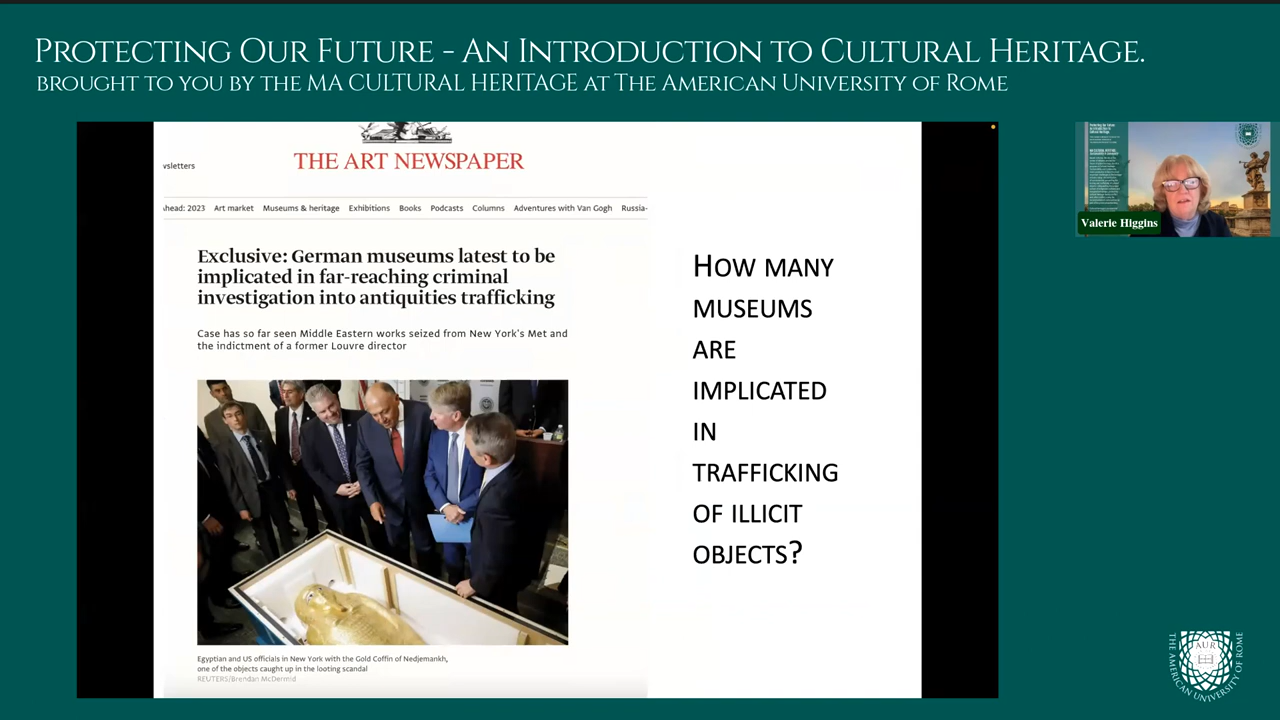 PROTECTING OUR FUTURE - AN INTRODUCTION TO CULTURAL HERITAGE.
BROUGHT TO YOU BY THE MA CULTURAL HERITAGE AT THE AMERICAN UNIVERSITY OF ROME
vsletters
THE ART NEWSPAPER
head: 2023 Art market Museums & heritage Exhibitions Books Podcasts Columns Adventures with Van Gogh Russia-
Exclusive: German museums latest to be
implicated in far-reaching criminal
investigation into antiquities trafficking
Case has so far seen Middle Eastern works seized from New York's Met and
the indictment of a former Louvre director
Egyptian and US officials in New York with the Gold Coffin of Nedjemankh,
one of the objects caught up in the looting scandal
REUTERS/Brendan McDermid
HOW MANY
MUSEUMS
ARE
IMPLICATED
IN
TRAFFICKING
OF ILLICIT
OBJECTS?
Valerie Higgins
AUR
THE AMERICAN UNIVERSITY OF ROME